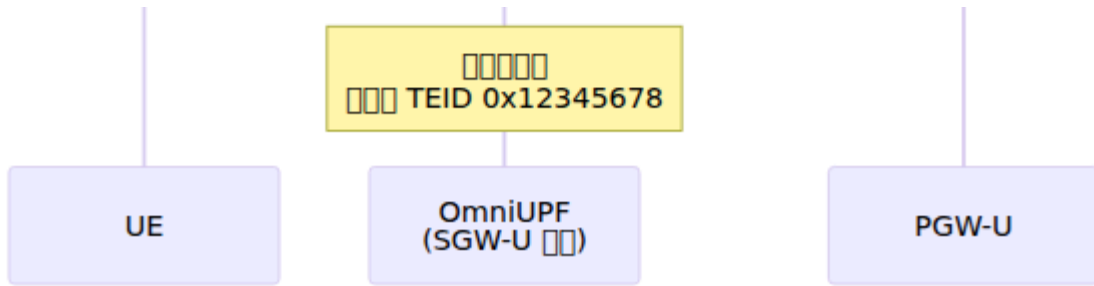 TEID 0x12345678
UE
OmniUPF
(SGW-U )
PGW-U